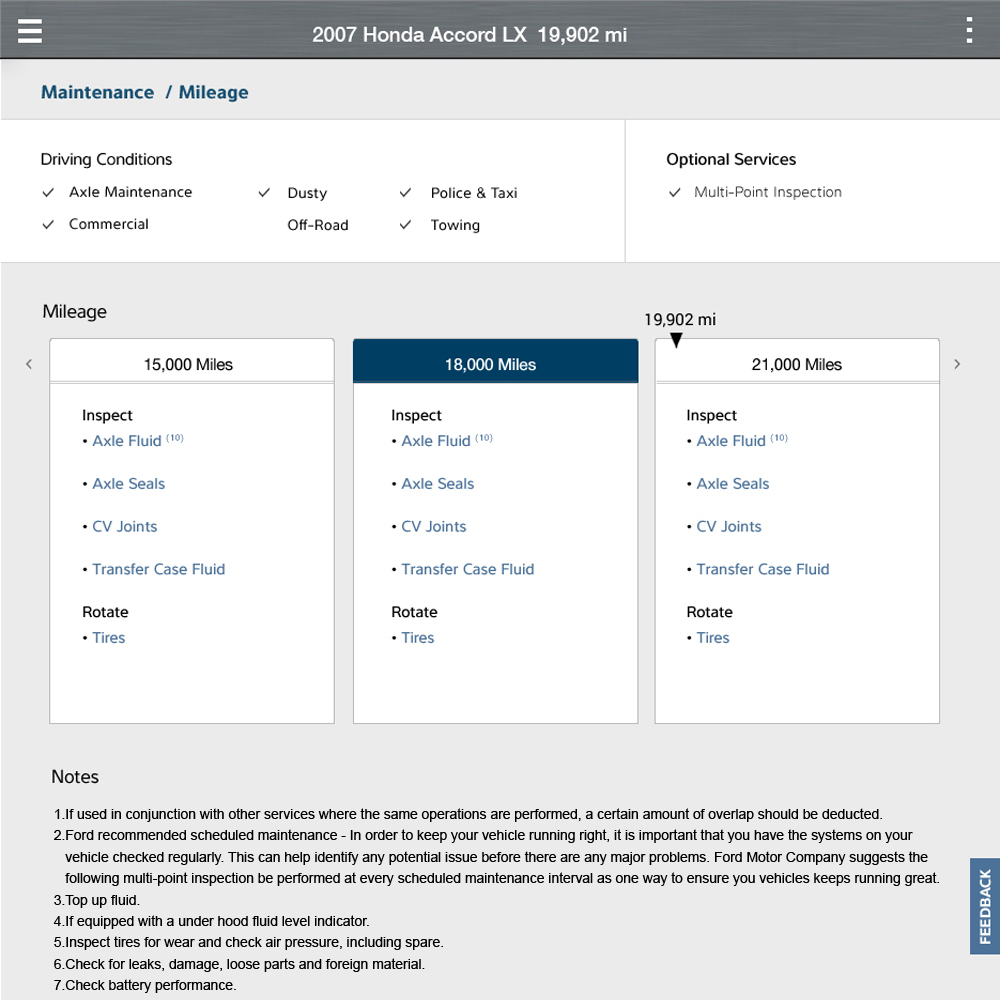 2007 Honda Accord LX 19,902 mi
Maintenance / Mileage
Driving Conditions
Axle Maintenance
Dusty
Police & Taxi
Commercial
Off-Road
Towing
Optional Services
Multi-Point Inspection
Mileage
19,902 mi
15,000 Miles
Inspect
• Axle Fluid (10)
• Axle Seals
• CV Joints
• Transfer Case Fluid
Rotate
• Tires
18,000 Miles
Inspect
• Axle Fluid (10)
• Axle Seals
• CV Joints
• Transfer Case Fluid
Rotate
• Tires
21,000 Miles
Inspect
• Axle Fluid (10)
• Axle Seals
• CV Joints
• Transfer Case Fluid
Rotate
• Tires
Notes
1.If used in conjunction with other services where the same operations are performed, a certain amount of overlap should be deducted.
2.Ford recommended scheduled maintenance - In order to keep your vehicle running right, it is important that you have the systems on your
vehicle checked regularly. This can help identify any potential issue before there are any major problems. Ford Motor Company suggests the
following multi-point inspection be performed at every scheduled maintenance interval as one way to ensure you vehicles keeps running great.
3.Top up fluid.
4.If equipped with a under hood fluid level indicator.
5.Inspect tires for wear and check air pressure, including spare.
6.Check for leaks, damage, loose parts and foreign material.
7.Check battery performance.
FEEDBACK